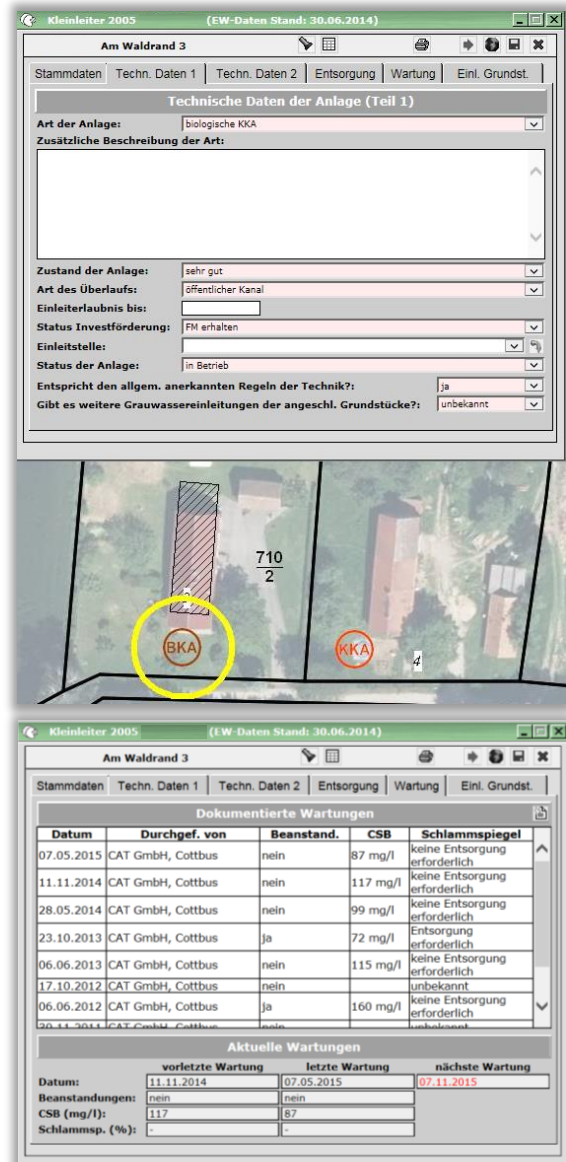 Kleinleiter 2005 (EW-Daten Stand: 30.06.2014)
Am Waldrand 3
Stammdaten Techn. Daten 1 Techn. Daten 2 Entsorgung Wartung Einl. Grundst.
Technische Daten der Anlage (Teil 1)
Art der Anlage: biologische KKA
Zusätzliche Beschreibung der Art:
Zustand der Anlage: sehr gut
Art des Überlaufs: öffentlicher Kanal
Einleiterlaubnis bis:
Status Investförderung: FM erhalten
Einleitstelle:
Status der Anlage: in Betrieb
Entspricht den allgem. anerkannten Regeln der Technik?: ja
Gibt es weitere Grauwassereinleitungen der angeschl. Grundstücke?: unbekannt
710
2
BKA KKA 4
Kleinleiter 2005 (EW-Daten Stand: 30.06.2014)
Am Waldrand 3
Stammdaten Techn. Daten 1 Techn. Daten 2 Entsorgung Wartung Einl. Grundst.
Dokumentierte Wartungen
Datum Durchgef. von Beanstand. CSB Schlammspiegel
07.05.2015 CAT GmbH, Cottbus nein 87 mg/l keine Entsorgung
erforderlich
11.11.2014 CAT GmbH, Cottbus nein 117 mg/l keine Entsorgung
erforderlich
28.05.2014 CAT GmbH, Cottbus nein 99 mg/l keine Entsorgung
erforderlich
23.10.2013 CAT GmbH, Cottbus ja 72 mg/l Entsorgung
erforderlich
06.06.2013 CAT GmbH, Cottbus nein 115 mg/l keine Entsorgung
erforderlich
17.10.2012 CAT GmbH, Cottbus nein unbekannt
06.06.2012 CAT GmbH, Cottbus ja 160 mg/l keine Entsorgung
erforderlich
30.11.2011 CAT GmbH, Cottbus nein unbekannt
Aktuelle Wartungen
vorletzte Wartung letzte Wartung nächste Wartung
Datum: 11.11.2014 07.05.2015 07.11.2015
Beanstandungen: nein nein
CSB (mg/l): 117 87
Schlammsp. (%): - -